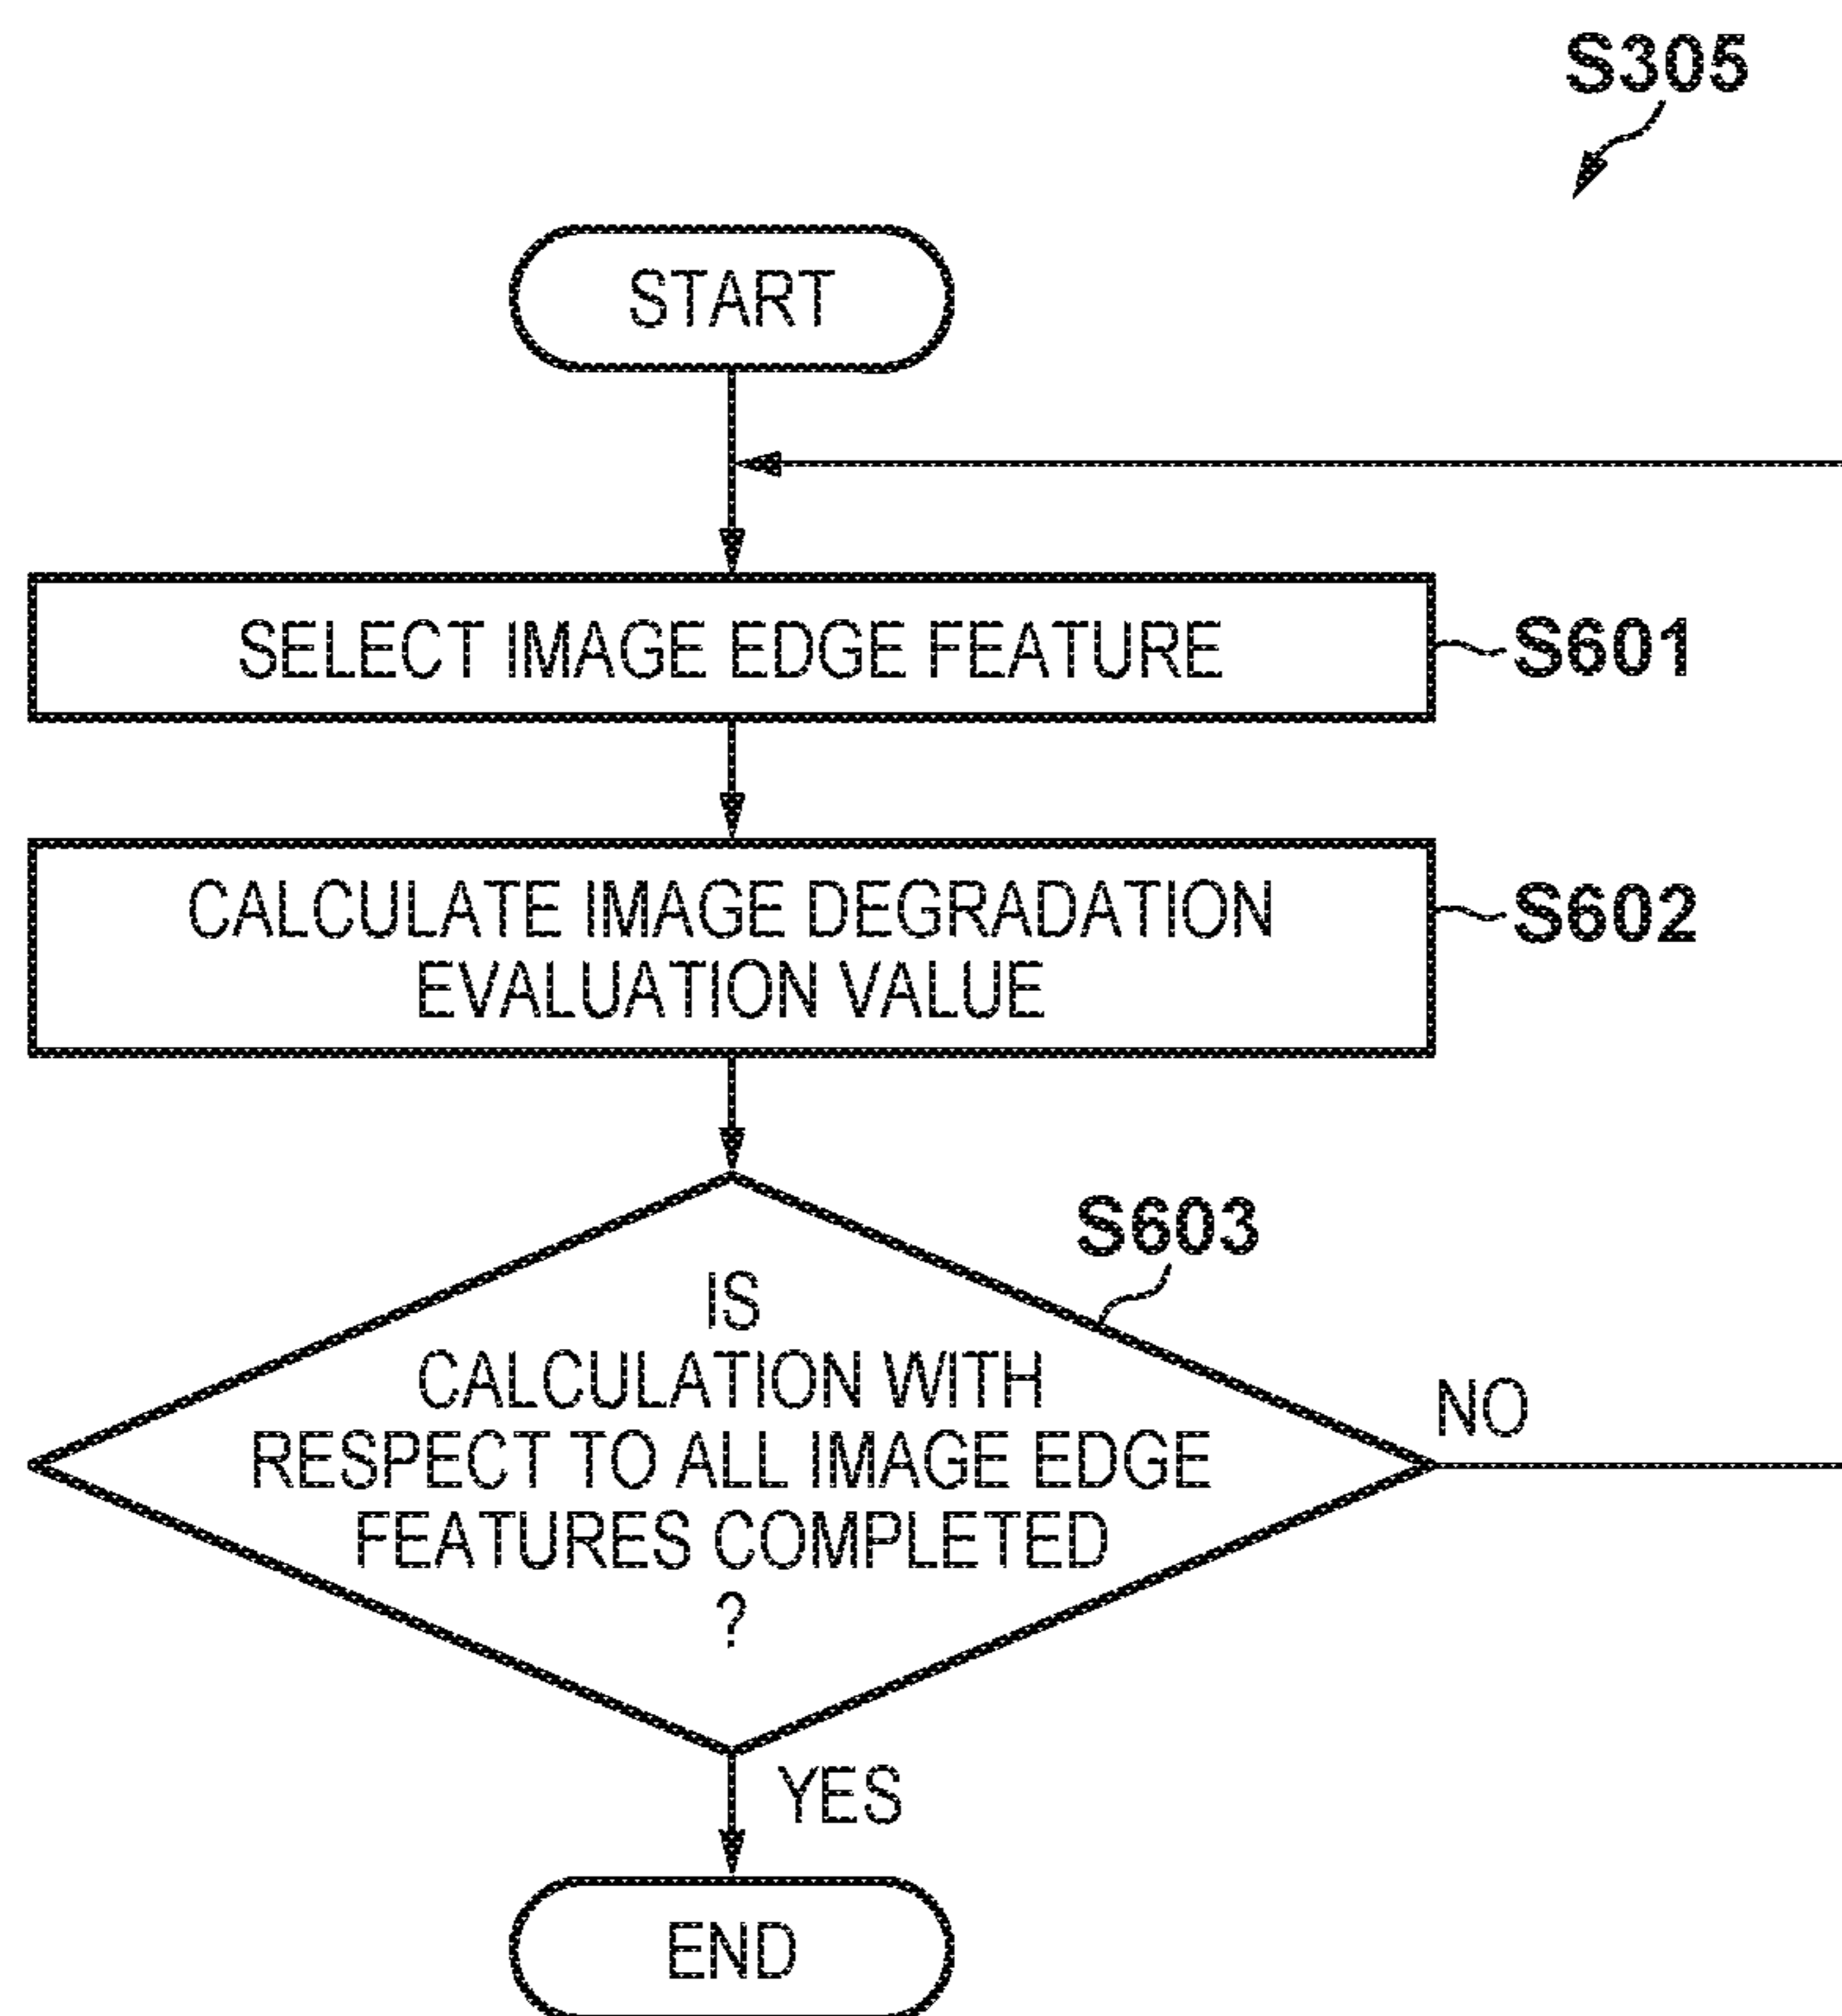 S305
START
SELECT IMAGE EDGE FEATURE
S601
CALCULATE IMAGE DEGRADATION
EVALUATION VALUE
S602
S603
IS
CALCULATION WITH
RESPECT TO ALL IMAGE EDGE
FEATURES COMPLETED
?
NO
YES
END